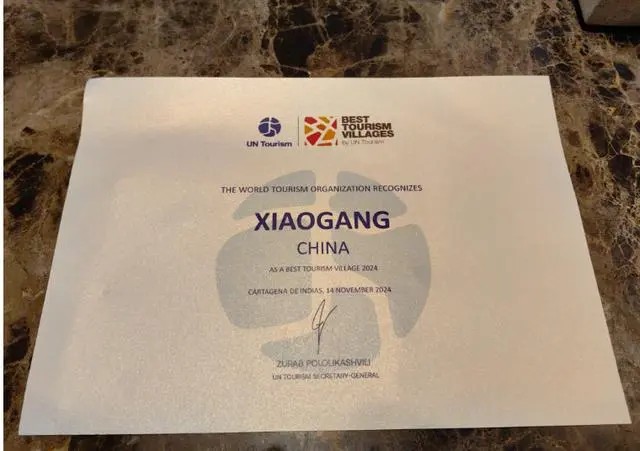 UN Tourism
BEST
TOURISM
VILLAGES
by UN Tourism
THE WORLD TOURISM ORGANIZATION RECOGNIZES
XIAOGANG
CHINA
AS A BEST TOURISM VILLAGE 2024
CARTAGENA DE INDIAS, 14 NOVEMBER 2024
ZURAB POLOLIKASHVILI
UN TOURISM SECRETARY-GENERAL